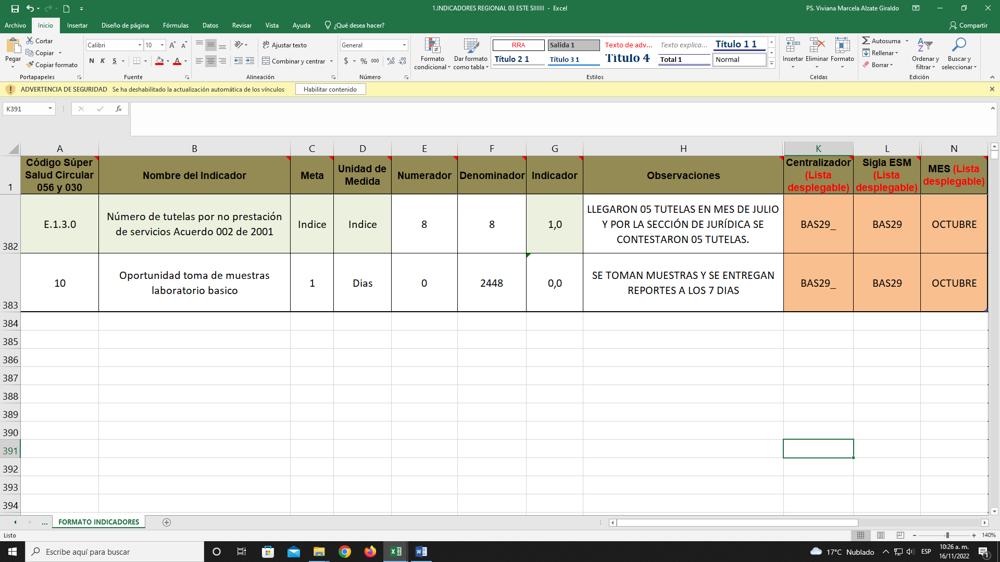 1.INDICADORES REGIONAL 03 ESTE SIIIIIII - Excel
PS. Viviana Marcela Alzate Giraldo
Archivo Inicio Insertar Diseño de página Fórmulas Datos Revisar Vista Ayuda ¿Qué desea hacer? Compartir
Pegar
Cortar
Copiar
Copiar formato
Portapapeles
Calibri 10
N K S
Fuente
Ajustar texto
Combinar y centrar
Alineación
General
$ % 000
Número
Formato condicional
Dar formato como tabla
RRA Salida 1 Texto de adv... Texto explica... Título 1 1
Título 2 1 Título 3 1 Título 4 Total 1 Normal
Estilos
Insertar Eliminar Formato
Celdas
Autosuma
Rellenar
Borrar
Ordenary filtrar
Buscar y seleccionar
Edición
ADVERTENCIA DE SEGURIDAD Se ha deshabilitado la actualización automática de los vínculos Habilitar contenido
K391 fx
A B C D E F G H K L N
1
Código Súper Salud Circular 056 y 030
Nombre del Indicador
Meta
Unidad de Medida
Numerador
Denominador
Indicador
Observaciones
Centralizador (Lista desplegable)
Sigla ESM (Lista desplegable)
MES (Lista desplegable)
382
E.1.3.0
Número de tutelas por no prestación
de servicios Acuerdo 002 de 2001
Indice
Indice
8
8
1,0
LLEGARON 05 TUTELAS EN MES DE JULIO
Y POR LA SECCIÓN DE JURÍDICA SE
CONTESTARON 05 TUTELAS.
BAS29_
BAS29
OCTUBRE
383
10
Oportunidad toma de muestras
laboratorio basico
1
Dias
0
2448
0,0
SE TOMAN MUESTRAS Y SE ENTREGAN
REPORTES A LOS 7 DIAS
BAS29_
BAS29
OCTUBRE
384
385
386
387
388
389
390
391
392
393
394
... FORMATO INDICADORES
Listo
140%
Escribe aquí para buscar
17°C Nublado
ESP
10:26 a. m.
16/11/2022
1